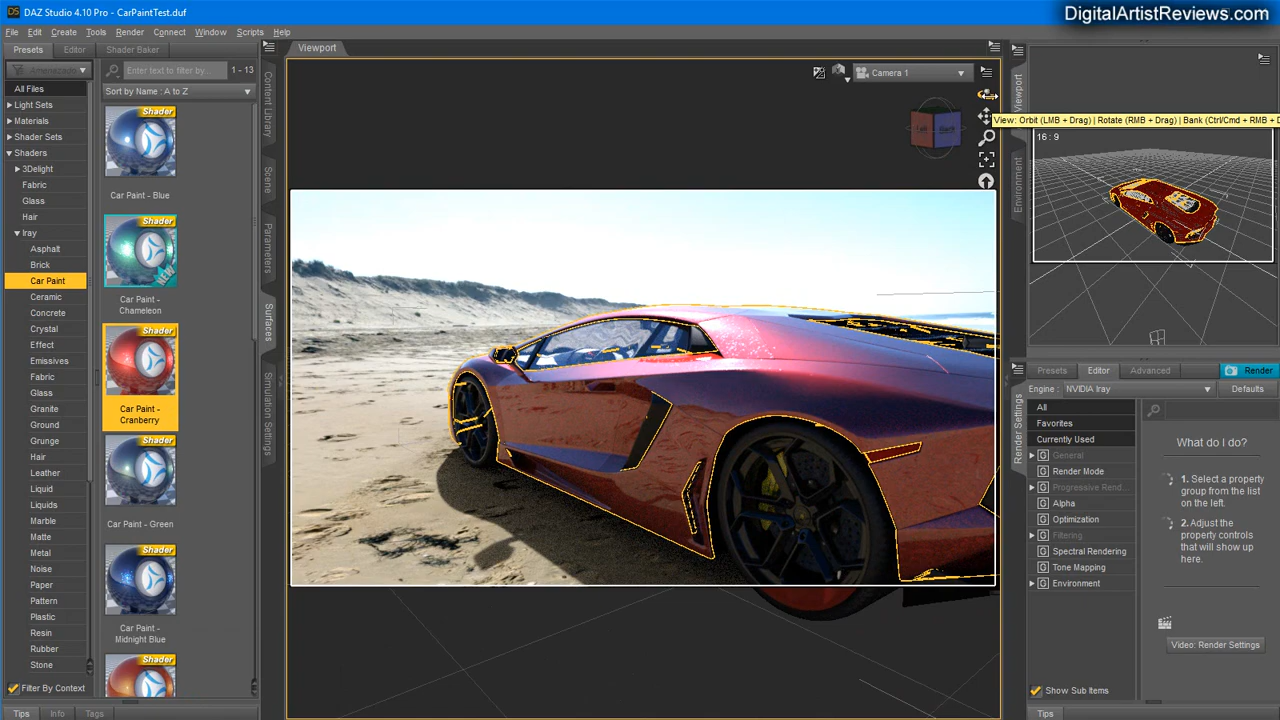 DAZ Studio 4.10 Pro - CarPaintTest.duf
DigitalArtistReviews.com
File Edit Create Tools Render Connect Window Scripts Help
Presets Editor Shader Baker
Enter text to filter by... 1 - 13
All Files
Light Sets
Materials
Shader Sets
Shaders
3Delight
Fabric
Glass
Hair
Iray
Asphalt
Brick
Car Paint
Ceramic
Concrete
Crystal
Effect
Emissives
Fabric
Glass
Granite
Ground
Grunge
Hair
Leather
Liquid
Liquids
Marble
Matte
Metal
Noise
Paper
Pattern
Plastic
Resin
Rubber
Stone
Filter By Context
Tips Info Tags
Sort by Name : A to Z
Shader
Car Paint - Blue
Shader
NEW
Car Paint -
Chameleon
Shader
Car Paint -
Cranberry
Shader
Car Paint - Green
Shader
Car Paint -
Midnight Blue
Shader
Content Library
Scene
Parameters
Surfaces
Simulation Settings
Viewport
Camera 1
View: Orbit (LMB + Drag) | Rotate (RMB + Drag) | Bank (Ctrl/Cmd + RMB + D
Viewport
Environment
16 : 9
Render Settings
Presets Editor Advanced Render
Engine : NVIDIA Iray Defaults
All
Favorites
Currently Used
General
Render Mode
Progressive Rend...
Alpha
Optimization
Filtering
Spectral Rendering
Tone Mapping
Environment
Show Sub Items
Tips
What do I do?
1. Select a property
group from the list
on the left.
2. Adjust the
property controls
that will show up
here.
Video: Render Settings